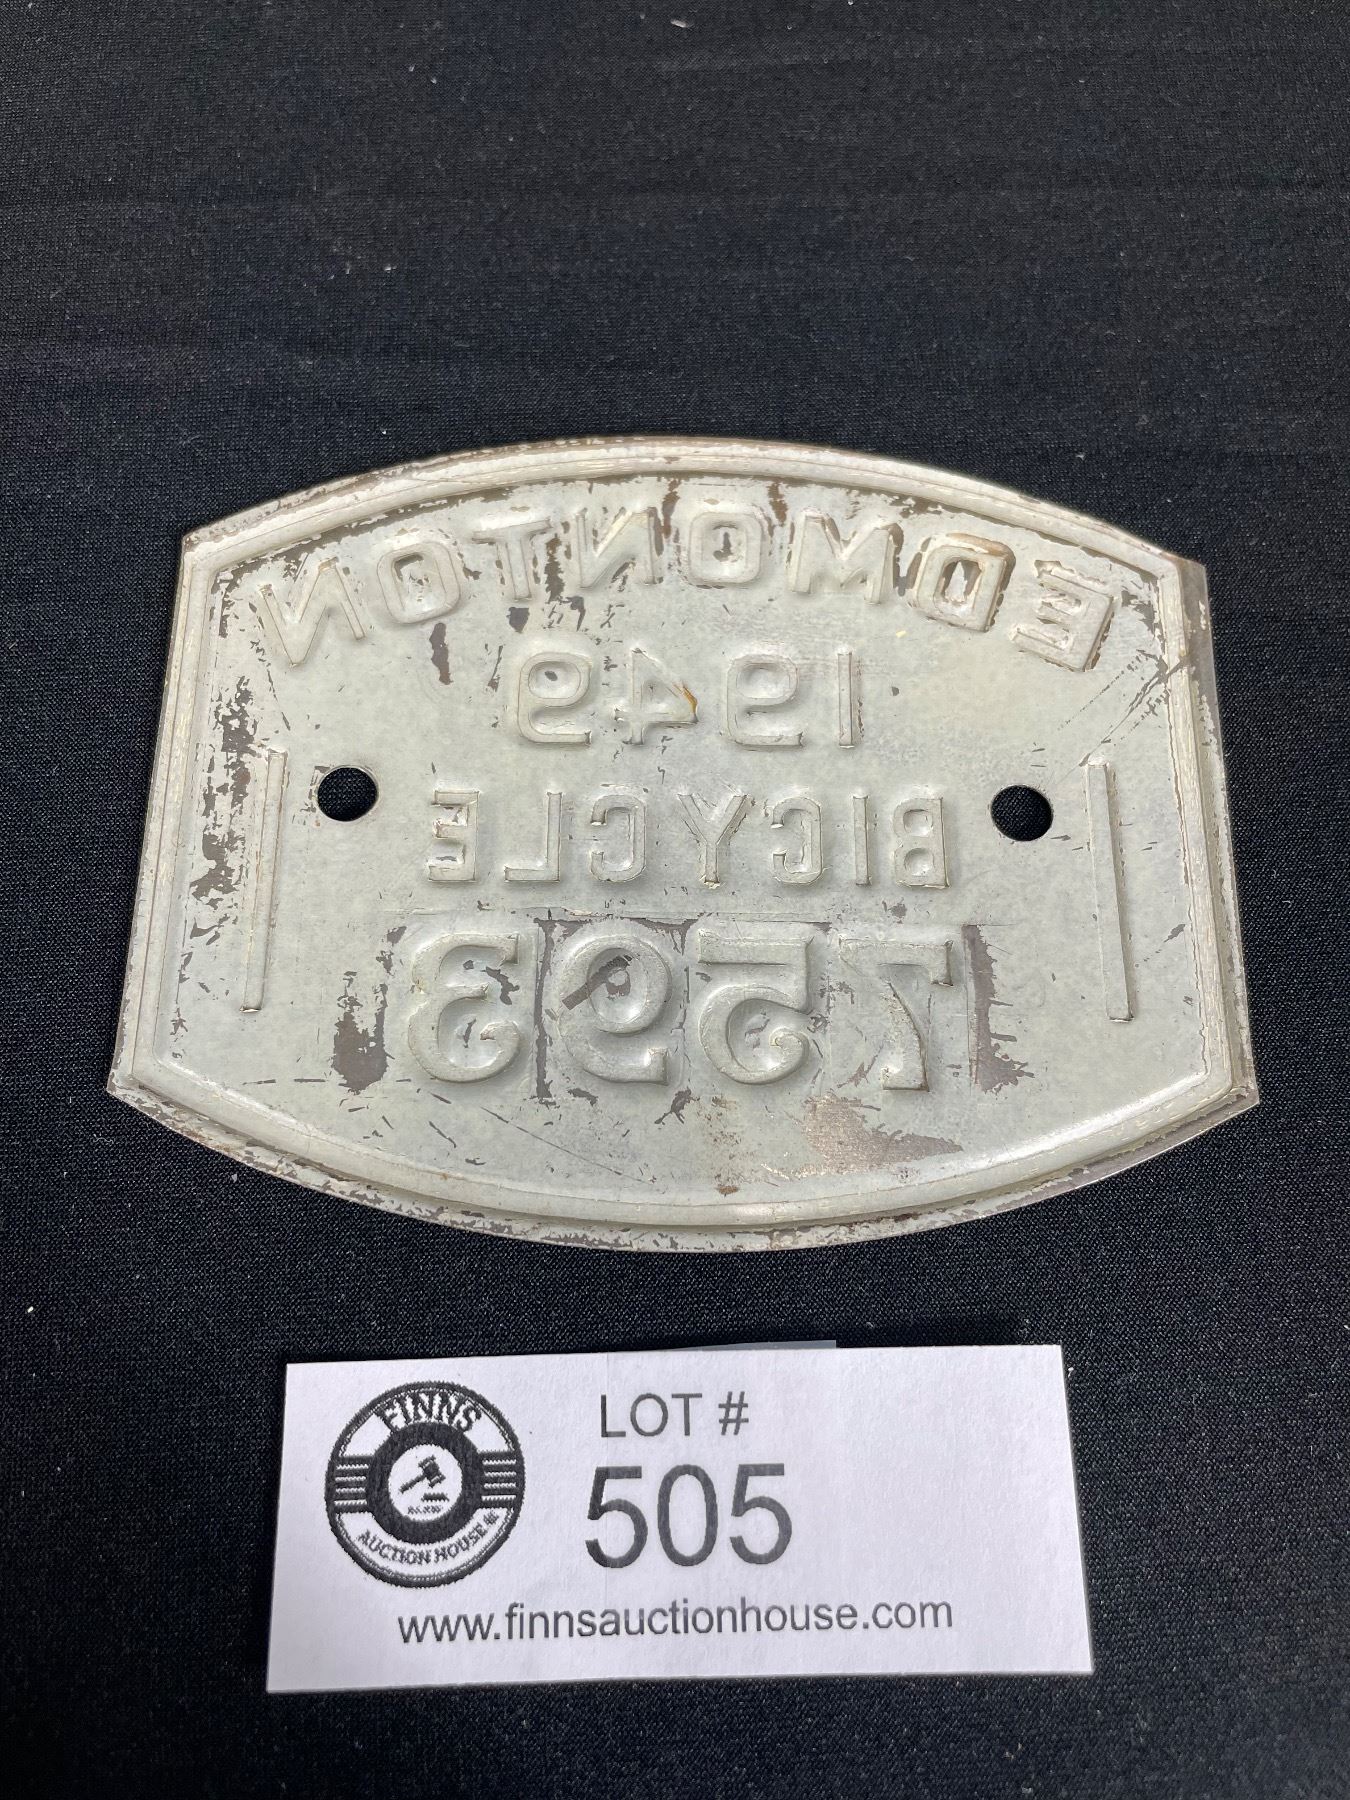 EDMONTON
1949
BICYCLE
7593
FINNS
AUCTION HOUSE
LOT #
505
www.finnsauctionhouse.com